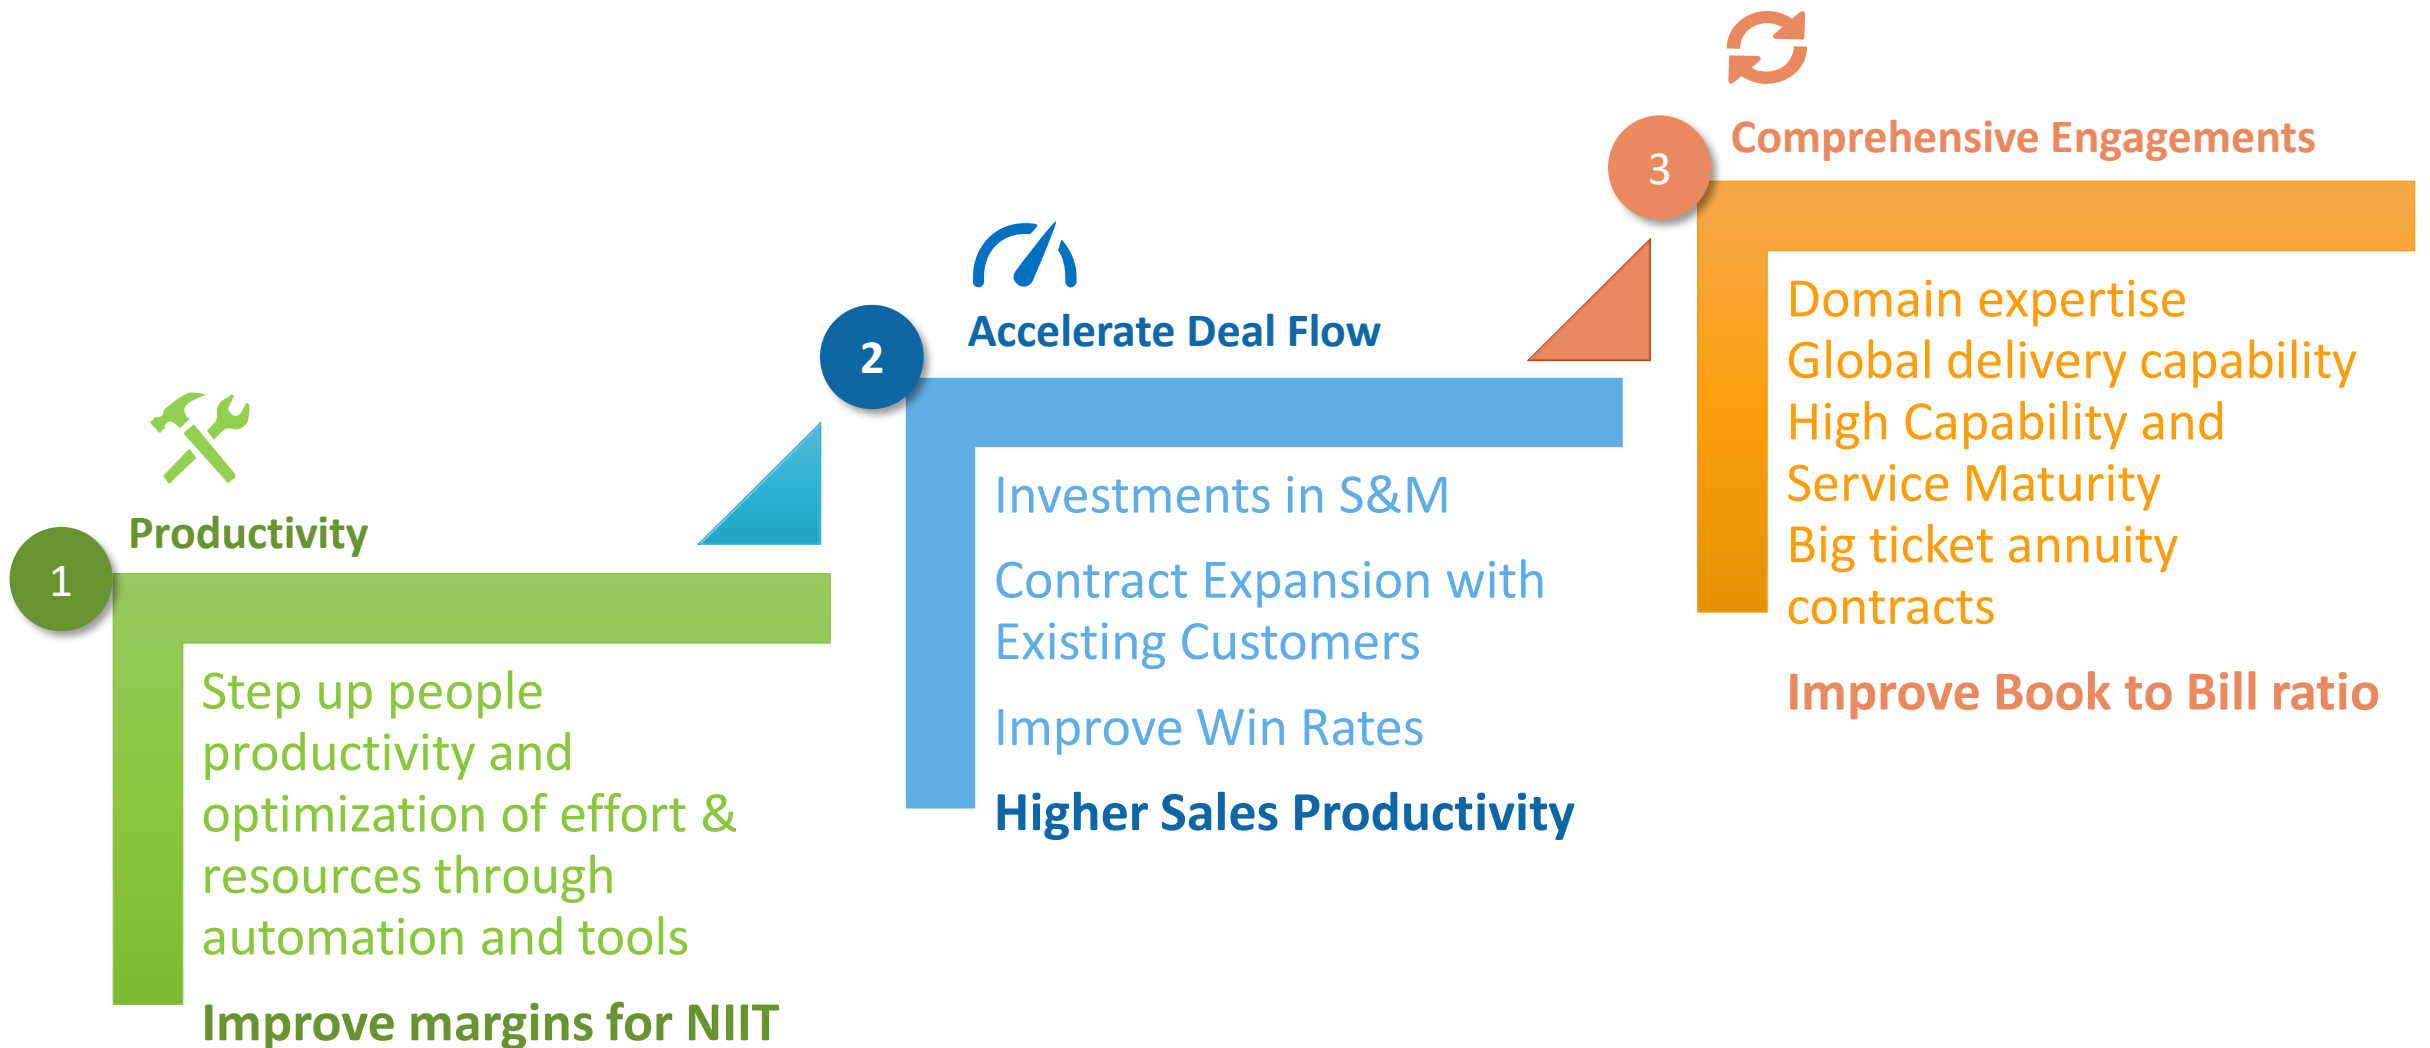 1
Productivity
Step up people
productivity and
optimization of effort &
resources through
automation and tools
Improve margins for NIIT
2
Accelerate Deal Flow
Investments in S&M
Contract Expansion with
Existing Customers
Improve Win Rates
Higher Sales Productivity
3
Comprehensive Engagements
Domain expertise
Global delivery capability
High Capability and
Service Maturity
Big ticket annuity
contracts
Improve Book to Bill ratio